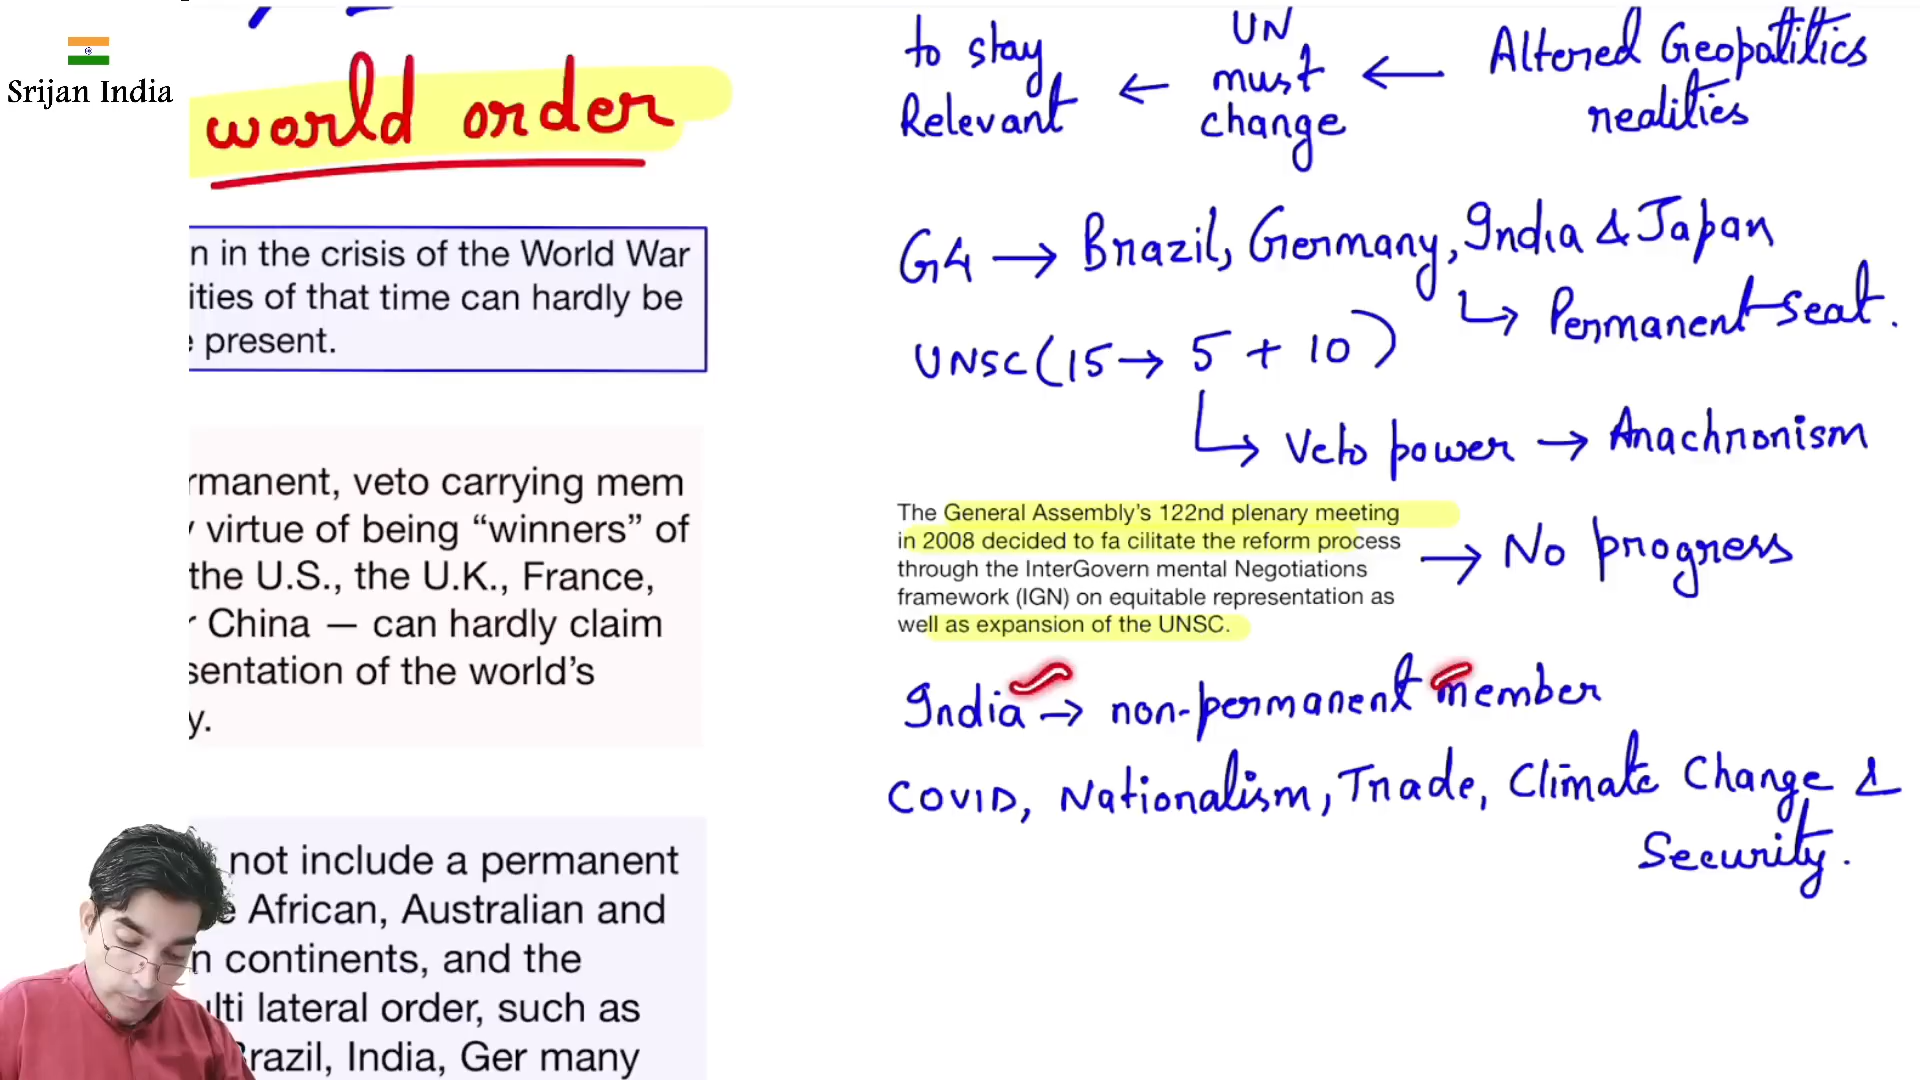 Srijan India
world order
n in the crisis of the World War
ities of that time can hardly be
present.
rmanent, veto carrying mem
virtue of being “winners” of
the U.S., the U.K., France,
China — can hardly claim
sentation of the world’s
y.
not include a permanent
African, Australian and
n continents, and the
ulti lateral order, such as
Brazil, India, Ger many
to stay Relevant ← UN must change ← Altered Geopolitics realities
G4 → Brazil, Germany, India & Japan
↳ Permanent seat.
UNSC (15 → 5 + 10)
↳ Veto power → Anachronism
The General Assembly’s 122nd plenary meeting
in 2008 decided to fa cilitate the reform process
through the InterGovern mental Negotiations
framework (IGN) on equitable representation as
well as expansion of the UNSC.
→ No progress
India → non-permanent member
COVID, Nationalism, Trade, Climate Change &
Security.